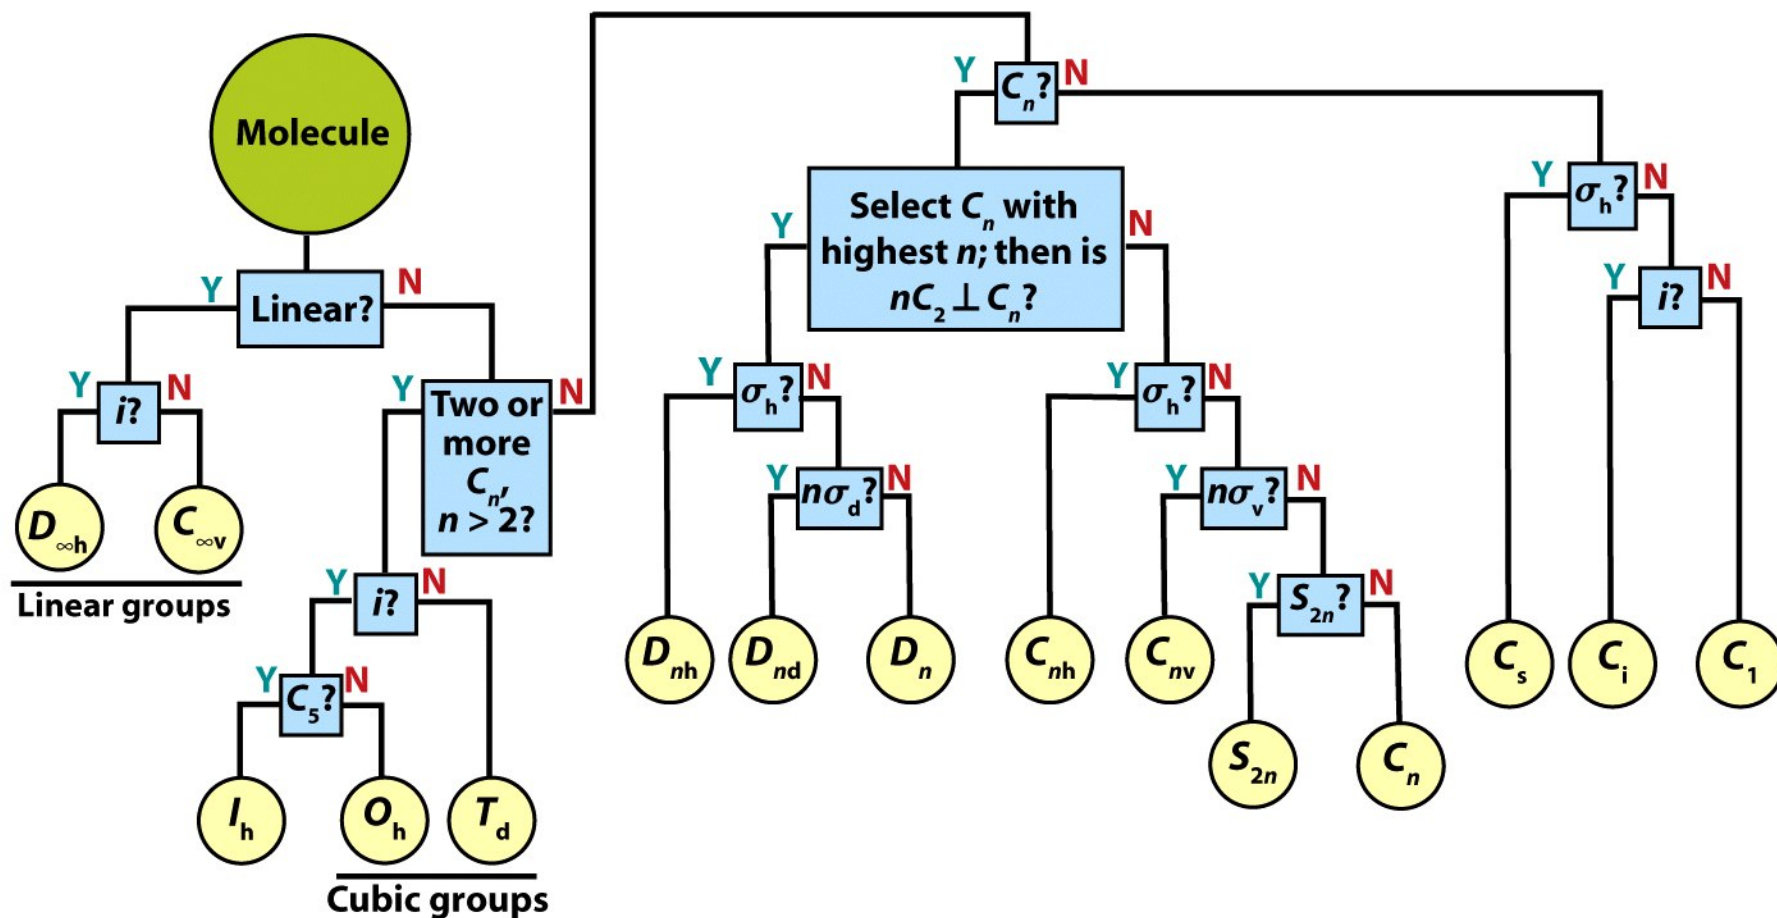 Molecule
Y
Linear?
N
Y
i?
N
D∞h
C∞v
Linear groups
Y
Two or
more
Cn,
n > 2?
N
Y
i?
N
Y
C5?
N
Ih
Oh
Td
Cubic groups
Y
Cn?
N
Y
Select Cn with
highest n; then is
nC2 ⊥ Cn?
N
Y
σh?
N
Y
nσd?
N
Dnh
Dnd
Dn
Y
σh?
N
Y
nσv?
N
Y
S2n?
N
Cnh
Cnv
S2n
Cn
Y
σh?
N
Y
i?
N
Cs
Ci
C1